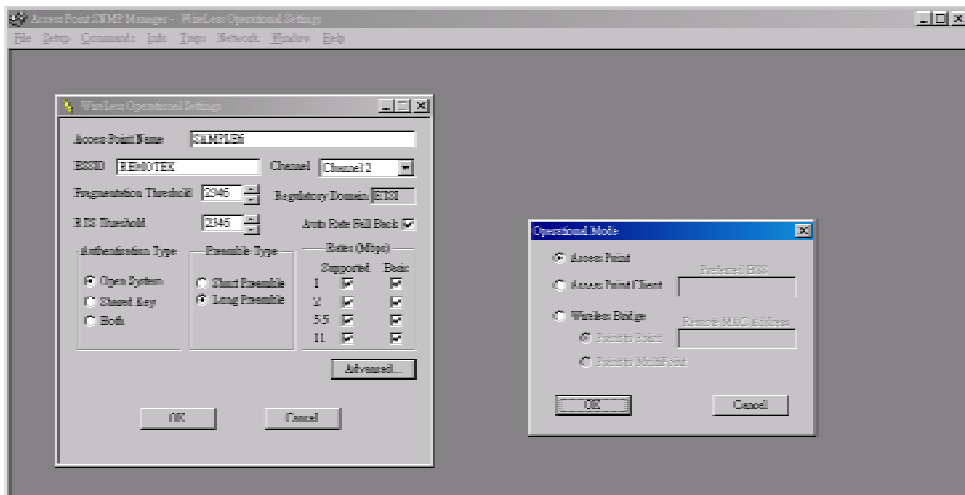 Access Point SNMP Manager - WireLess Operational Settings
File Setup Commands Info Traps Network Window Help
WireLess Operational Settings
Access Point Name
ESSID REMOTEK Channel Channel 2
Fragmentation Threshold 2346 Regulatory Domain ETSI
RTS Threshold 2346 Auto Rate Fall Back
Authentication Type Preamble Type Rates (Mbps)
Supported Basic
Open System Short Preamble 1
Shared Key Long Preamble 2
Both 5.5
11
Advanced...
OK Cancel
Operational Mode
Access Point
Preferred BSS
Access Point Client
Wireless Bridge
Remote MAC Address
Point to Point
Point to MultiPoint
OK Cancel